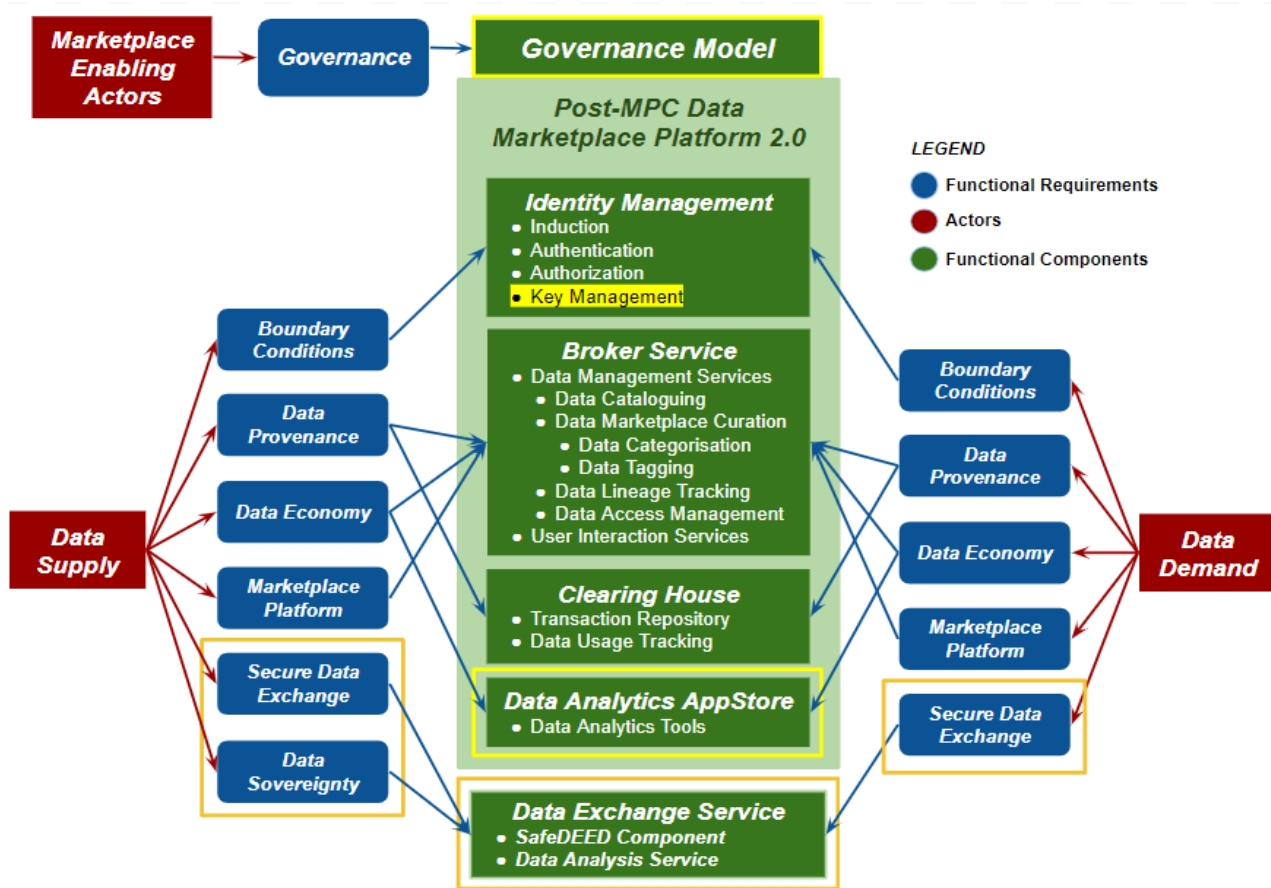 Marketplace
Enabling
Actors
Governance
Governance Model
Post-MPC Data
Marketplace Platform 2.0
LEGEND
Functional Requirements
Actors
Functional Components
Identity Management
● Induction
● Authentication
● Authorization
● Key Management
Broker Service
● Data Management Services
● Data Cataloguing
● Data Marketplace Curation
● Data Categorisation
● Data Tagging
● Data Lineage Tracking
● Data Access Management
● User Interaction Services
Clearing House
● Transaction Repository
● Data Usage Tracking
Data Analytics AppStore
● Data Analytics Tools
Data Exchange Service
● SafeDEED Component
● Data Analysis Service
Data
Supply
Boundary
Conditions
Data
Provenance
Data Economy
Marketplace
Platform
Secure Data
Exchange
Data
Sovereignty
Boundary
Conditions
Data
Provenance
Data Economy
Marketplace
Platform
Secure Data
Exchange
Data
Demand